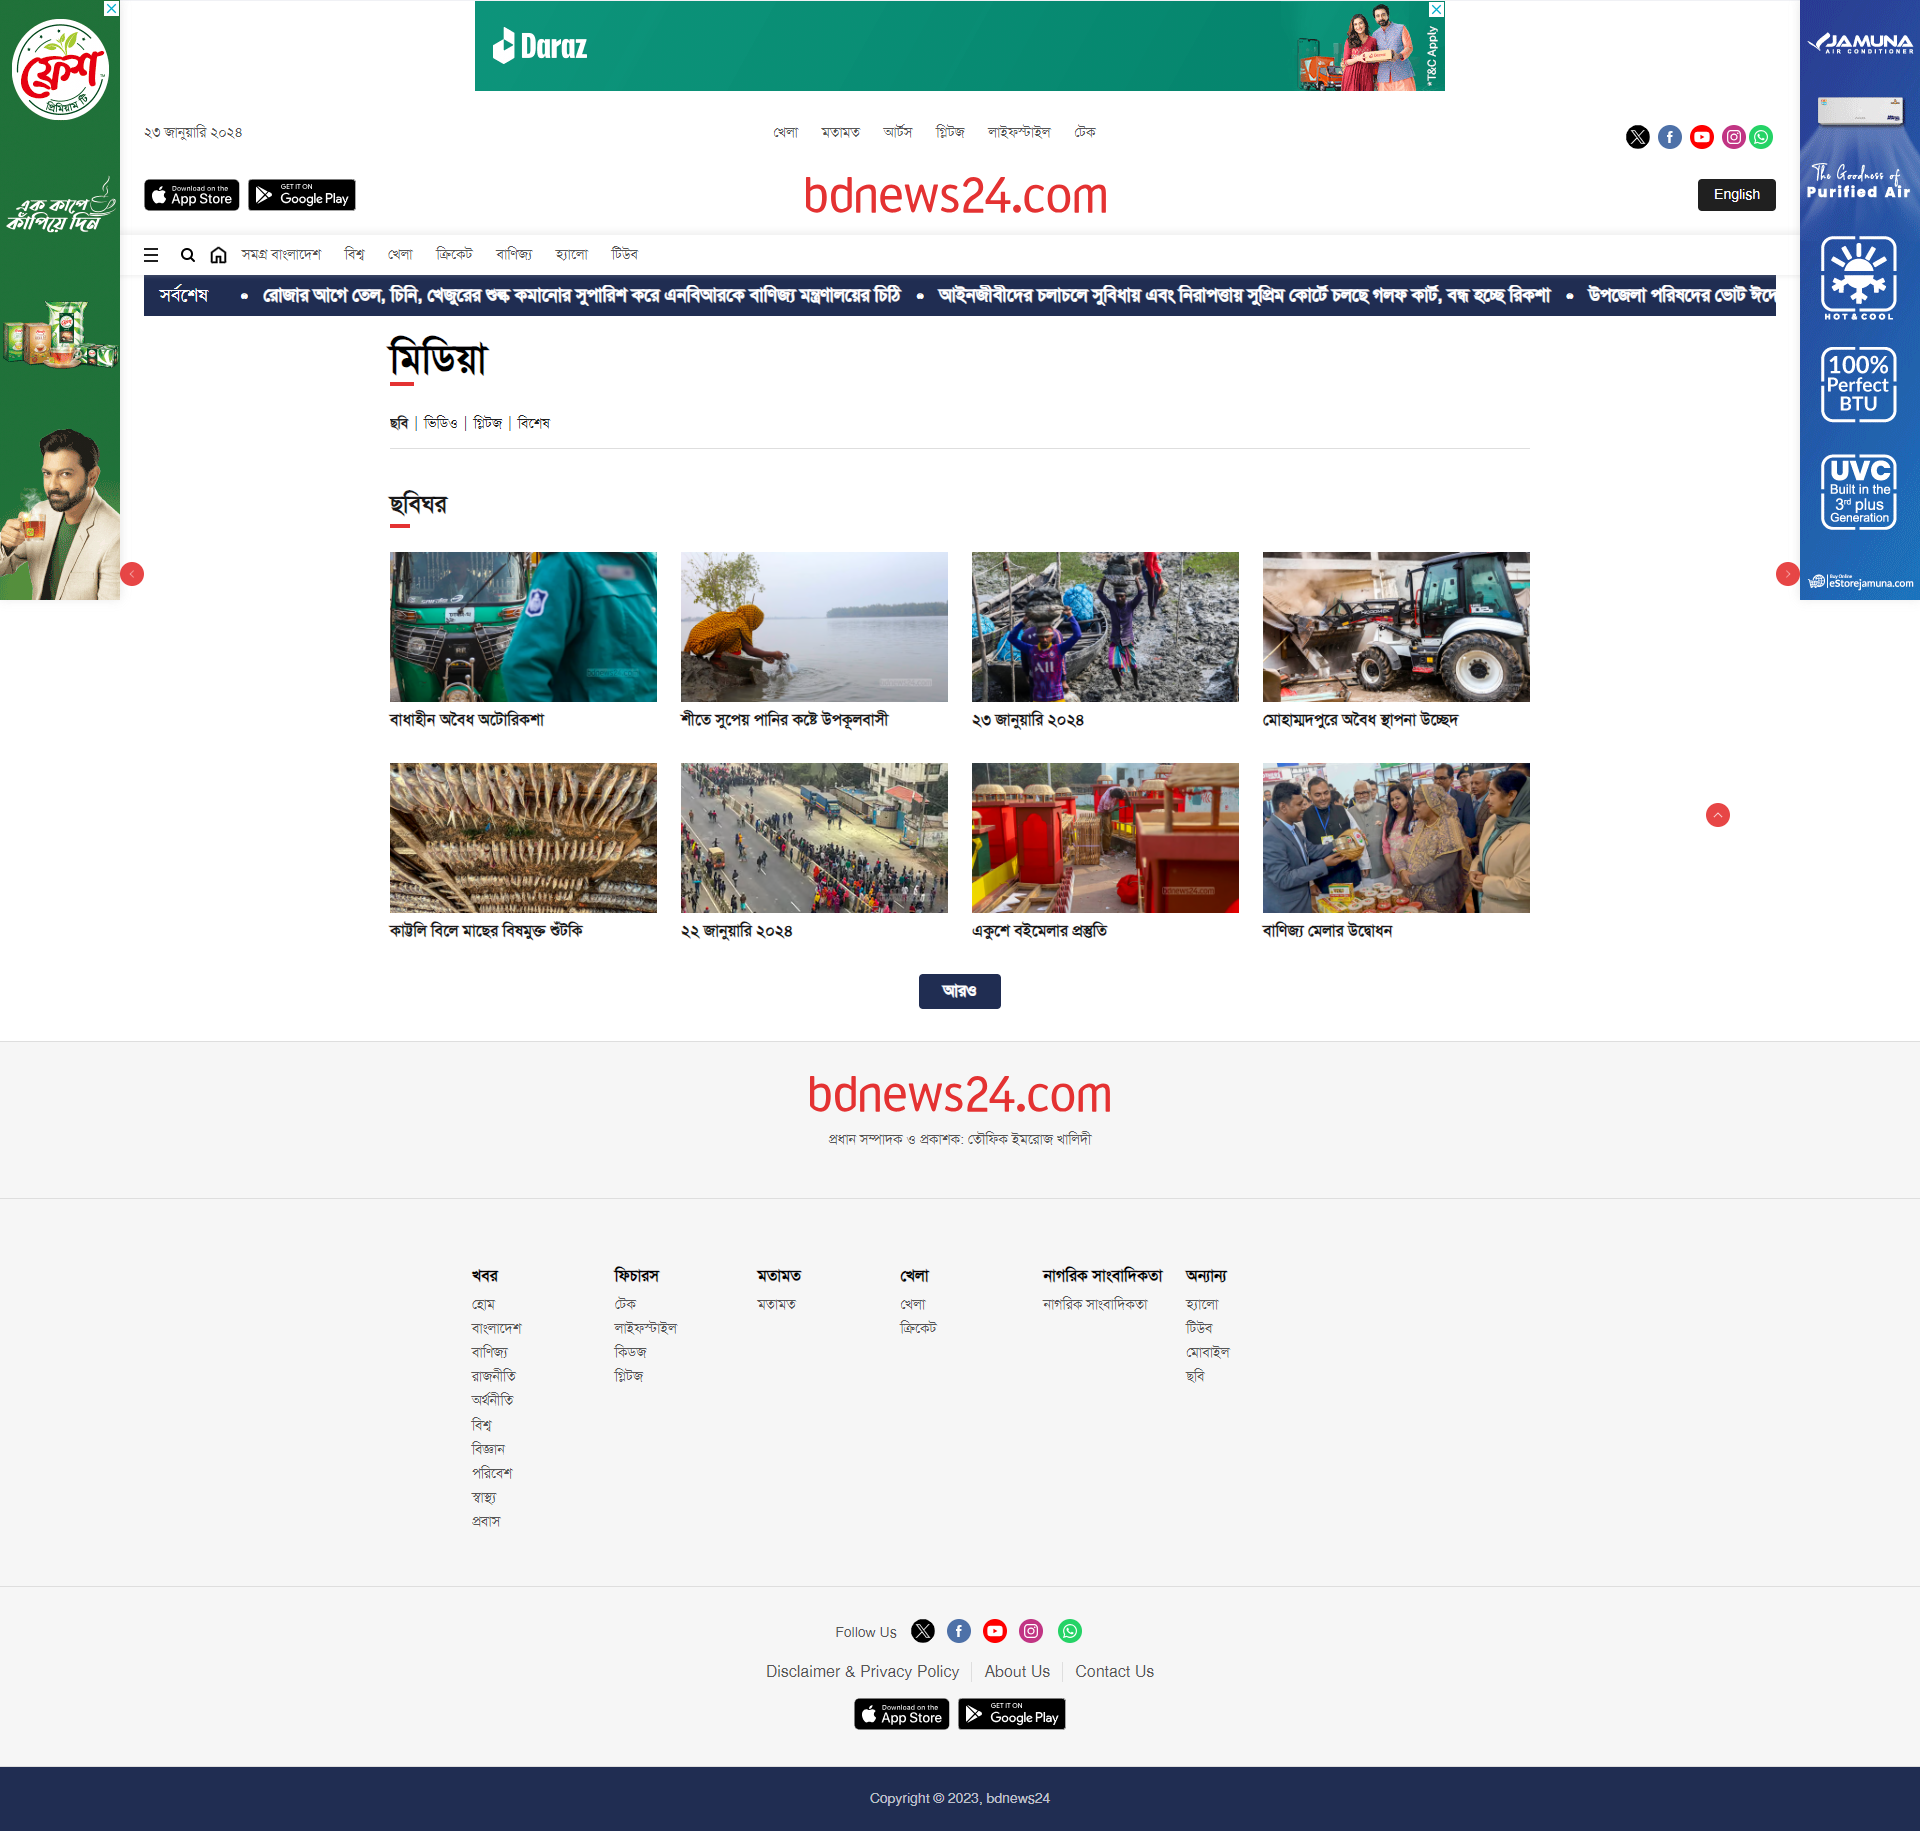 ফ্রেশ
প্রিমিয়াম টি
এক কাপে
কাঁপিয়ে দিন
Daraz
*T&C Apply
JAMUNA
AIR CONDITIONER
The Goodness of
Purified Air
HOT & COOL
100%
Perfect
BTU
UVC
Built in the
3rd plus
Generation
Buy Online
eStorejamuna.com
২৩ জানুয়ারি ২০২৪
খেলা মতামত আর্টস গ্লিটজ লাইফস্টাইল টেক
Download on the App Store GET IT ON Google Play
bdnews24.com
English
সমগ্র বাংলাদেশ বিশ্ব খেলা ক্রিকেট বাণিজ্য হ্যালো টিউব
সর্বশেষ • রোজার আগে তেল, চিনি, খেজুরের শুল্ক কমানোর সুপারিশ করে এনবিআরকে বাণিজ্য মন্ত্রণালয়ের চিঠি • আইনজীবীদের চলাচলে সুবিধায় এবং নিরাপত্তায় সুপ্রিম কোর্টে চলছে গলফ কার্ট, বন্ধ হচ্ছে রিকশা • উপজেলা পরিষদের ভোট
মিডিয়া
ছবি | ভিডিও | গ্লিটজ | বিশেষ
ছবিঘর
বাধাহীন অবৈধ অটোরিকশা
শীতে সুপেয় পানির কষ্টে উপকূলবাসী
২৩ জানুয়ারি ২০২৪
মোহাম্মদপুরে অবৈধ স্থাপনা উচ্ছেদ
কাট্টলি বিলে মাছের বিষমুক্ত শুঁটকি
২২ জানুয়ারি ২০২৪
একুশে বইমেলার প্রস্তুতি
বাণিজ্য মেলার উদ্বোধন
আরও
bdnews24.com
প্রধান সম্পাদক ও প্রকাশক: তৌফিক ইমরোজ খালিদী
খবর
হোম
বাংলাদেশ
বাণিজ্য
রাজনীতি
অর্থনীতি
বিশ্ব
বিজ্ঞান
পরিবেশ
স্বাস্থ্য
প্রবাস
ফিচারস
টেক
লাইফস্টাইল
কিডজ
গ্লিটজ
মতামত
মতামত
খেলা
খেলা
ক্রিকেট
নাগরিক সাংবাদিকতা
নাগরিক সাংবাদিকতা
অন্যান্য
হ্যালো
টিউব
মোবাইল
ছবি
Follow Us
Disclaimer & Privacy Policy About Us Contact Us
Download on the App Store GET IT ON Google Play
Copyright © 2023, bdnews24